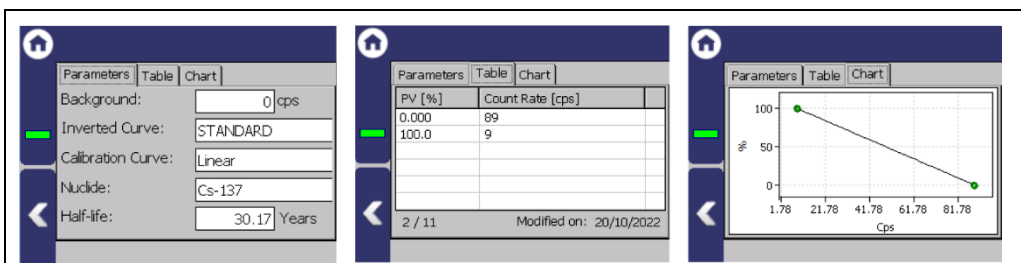 Parameters Table Chart
Background: 0 cps
Inverted Curve: STANDARD
Calibration Curve: Linear
Nuclide: Cs-137
Half-life: 30.17 Years
Parameters Table Chart
PV [%] Count Rate [cps]
0.000 89
100.0 9
2 / 11 Modified on: 20/10/2022
Parameters Table Chart
100
%
50
0
1.78 21.78 41.78 61.78 81.78
Cps